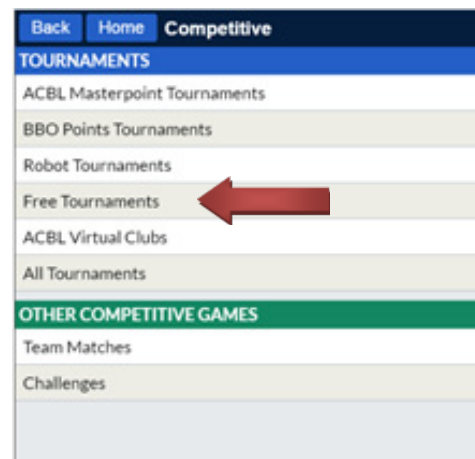 Back Home Competitive
TOURNAMENTS
ACBL Masterpoint Tournaments
BBO Points Tournaments
Robot Tournaments
Free Tournaments
ACBL Virtual Clubs
All Tournaments
OTHER COMPETITIVE GAMES
Team Matches
Challenges